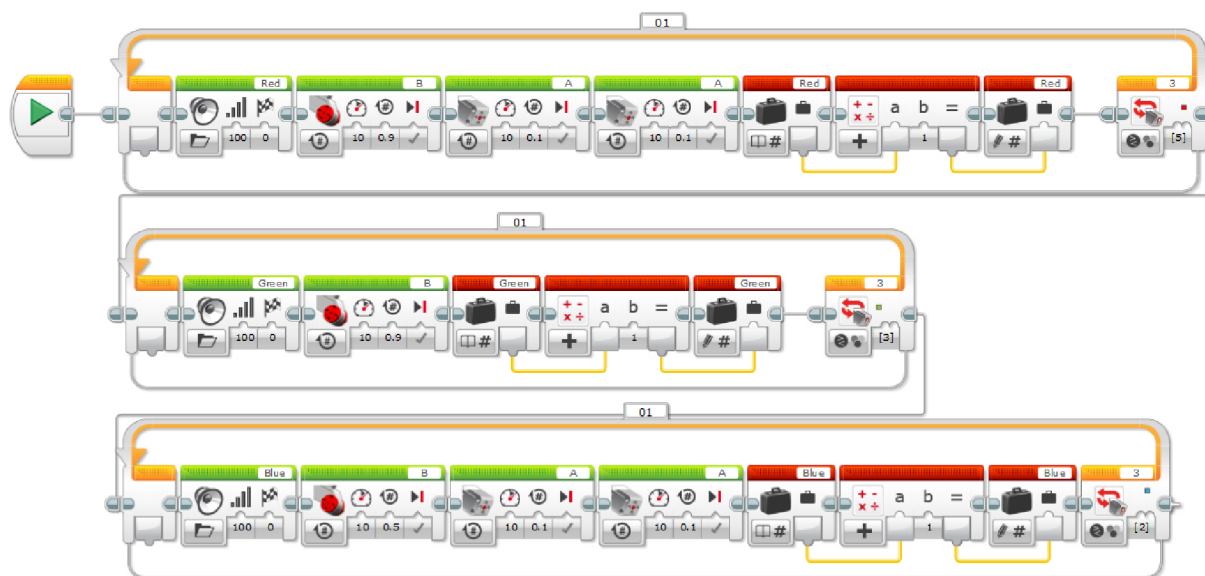 01
Red B A A Red Red 3
a b =
100 0 10 0.9 10 0.1 10 0.1 # 1 # [5]
01
Green B Green Green 3
a b =
100 0 10 0.9 # 1 # [3]
01
Blue B A A Blue Blue 3
a b =
100 0 10 0.5 10 0.1 10 0.1 # 1 # [2]